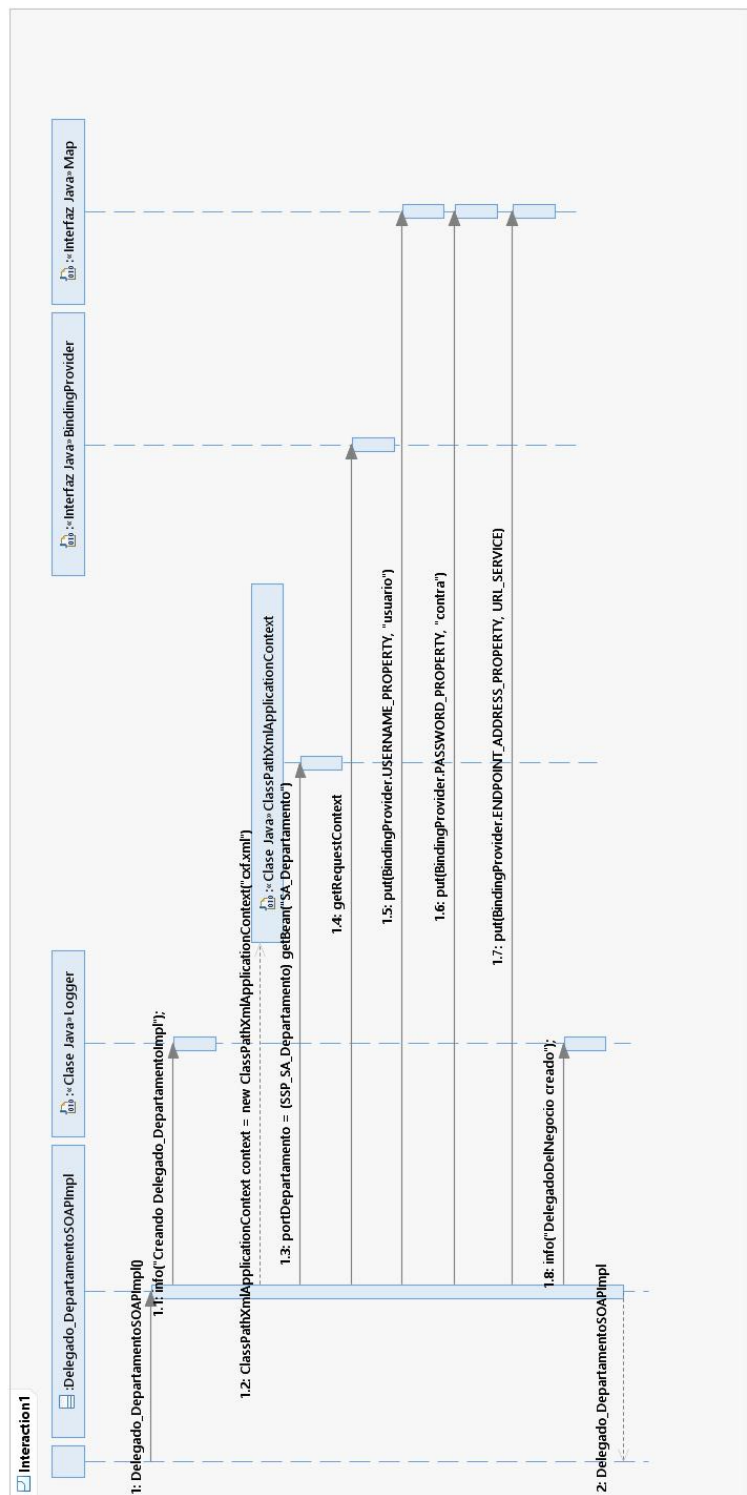 Interaction1
:Delegado_DepartamentoSOAPImpl
:«Clase Java»Logger
:«Interfaz Java»BindingProvider
:«Interfaz Java»Map
1: Delegado_DepartamentoSOAPImpl()
1.1: info("Creando Delegado_DepartamentoImpl");
1.2: ClassPathXmlApplicationContext context = new ClassPathXmlApplicationContext("cxf.xml")
:«Clase Java»ClassPathXmlApplicationContext
1.3: portDepartamento = (SSP_SA_Departamento) getBean("SA_Departamento")
1.4: getRequestContext
1.5: put(BindingProvider.USERNAME_PROPERTY, "usuario")
1.6: put(BindingProvider.PASSWORD_PROPERTY, "contra")
1.7: put(BindingProvider.ENDPOINT_ADDRESS_PROPERTY, URL_SERVICE)
1.8: info("DelegadoDelNegocio creado");
2: Delegado_DepartamentoSOAPImpl